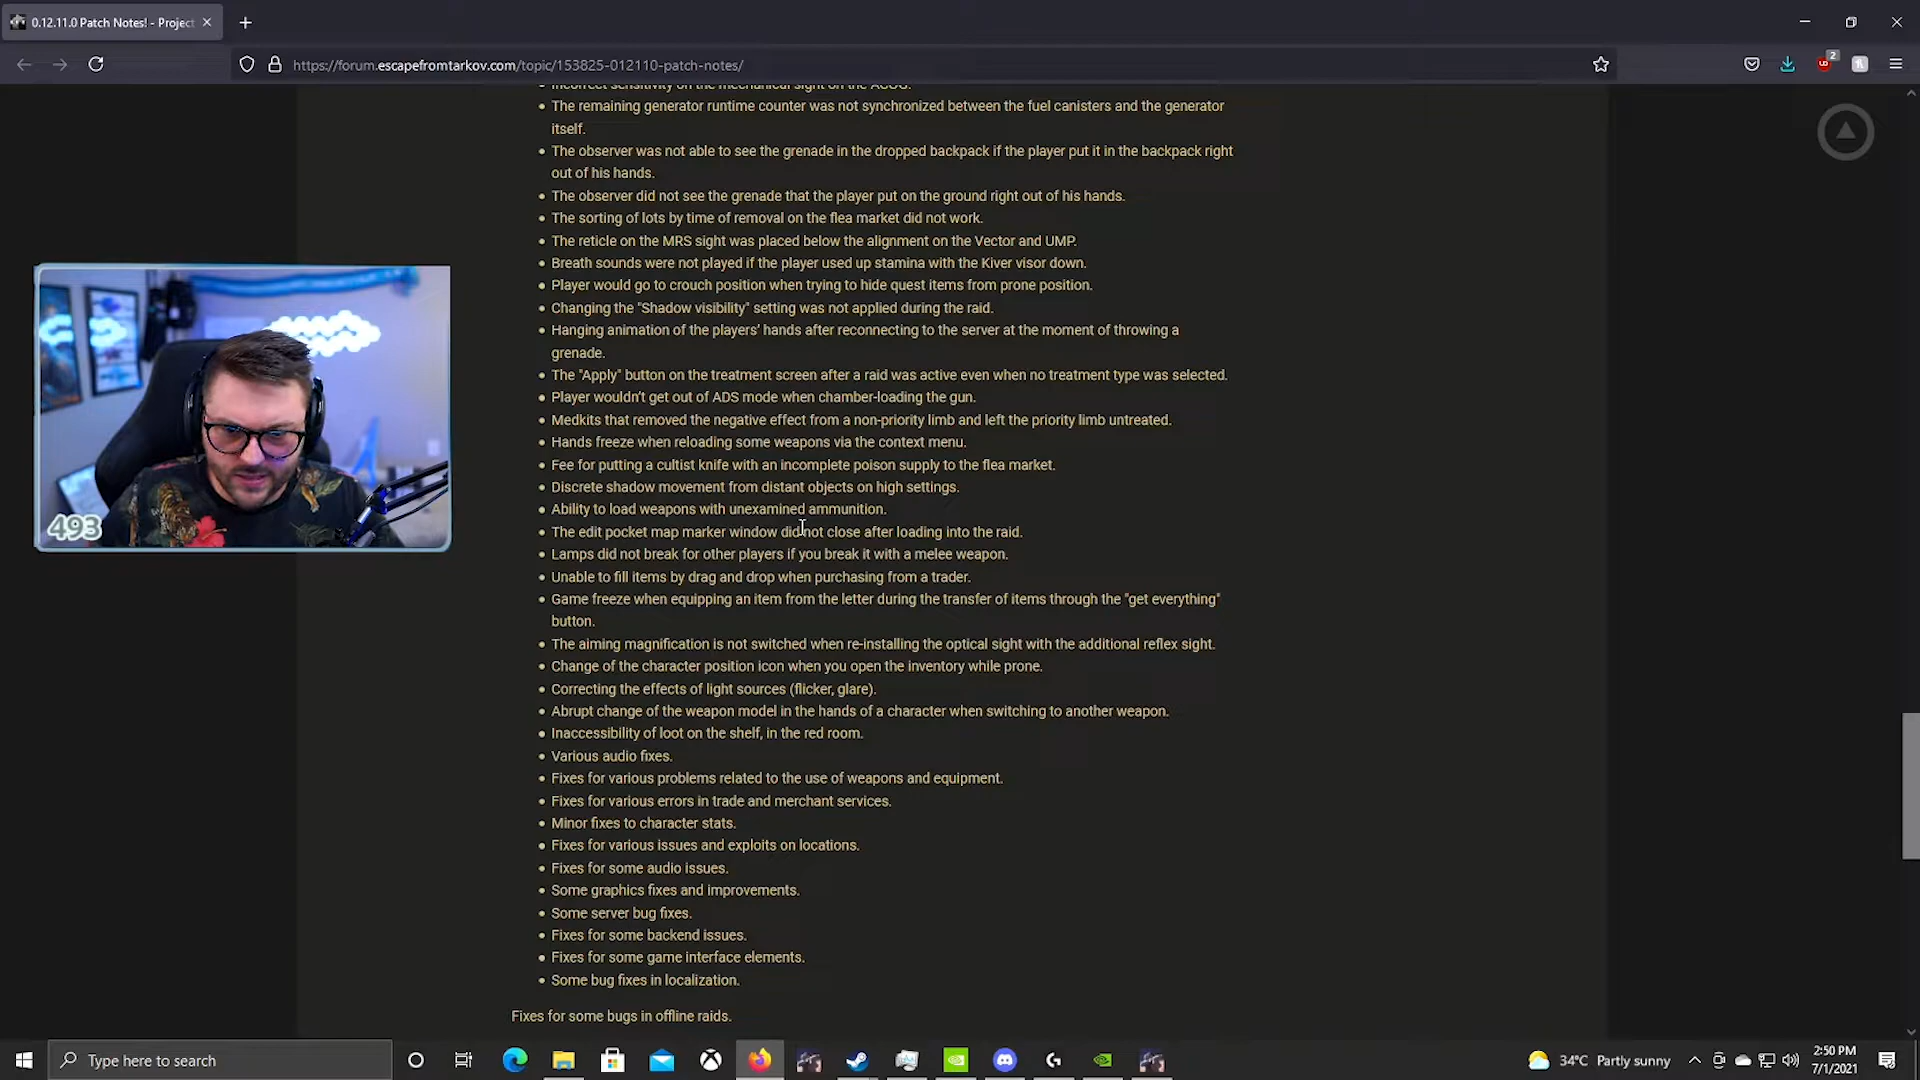 0.12.11.0 Patch Notes! - Project
https://forum.escapefromtarkov.com/topic/153825-012110-patch-notes/
2
Incorrect sensitivity on the mechanical sight on the ACOG.
• The remaining generator runtime counter was not synchronized between the fuel canisters and the generator
itself.
• The observer was not able to see the grenade in the dropped backpack if the player put it in the backpack right
out of his hands.
• The observer did not see the grenade that the player put on the ground right out of his hands.
• The sorting of lots by time of removal on the flea market did not work.
• The reticle on the MRS sight was placed below the alignment on the Vector and UMP.
• Breath sounds were not played if the player used up stamina with the Kiver visor down.
• Player would go to crouch position when trying to hide quest items from prone position.
• Changing the "Shadow visibility" setting was not applied during the raid.
• Hanging animation of the players’ hands after reconnecting to the server at the moment of throwing a
grenade.
• The "Apply" button on the treatment screen after a raid was active even when no treatment type was selected.
• Player wouldn’t get out of ADS mode when chamber-loading the gun.
• Medkits that removed the negative effect from a non-priority limb and left the priority limb untreated.
• Hands freeze when reloading some weapons via the context menu.
• Fee for putting a cultist knife with an incomplete poison supply to the flea market.
• Discrete shadow movement from distant objects on high settings.
• Ability to load weapons with unexamined ammunition.
• The edit pocket map marker window did not close after loading into the raid.
• Lamps did not break for other players if you break it with a melee weapon.
• Unable to fill items by drag and drop when purchasing from a trader.
• Game freeze when equipping an item from the letter during the transfer of items through the "get everything"
button.
• The aiming magnification is not switched when re-installing the optical sight with the additional reflex sight.
• Change of the character position icon when you open the inventory while prone.
• Correcting the effects of light sources (flicker, glare).
• Abrupt change of the weapon model in the hands of a character when switching to another weapon.
• Inaccessibility of loot on the shelf, in the red room.
• Various audio fixes.
• Fixes for various problems related to the use of weapons and equipment.
• Fixes for various errors in trade and merchant services.
• Minor fixes to character stats.
• Fixes for various issues and exploits on locations.
• Fixes for some audio issues.
• Some graphics fixes and improvements.
• Some server bug fixes.
• Fixes for some backend issues.
• Fixes for some game interface elements.
• Some bug fixes in localization.
Fixes for some bugs in offline raids.
493
Type here to search
34°C Partly sunny
2:50 PM
7/1/2021